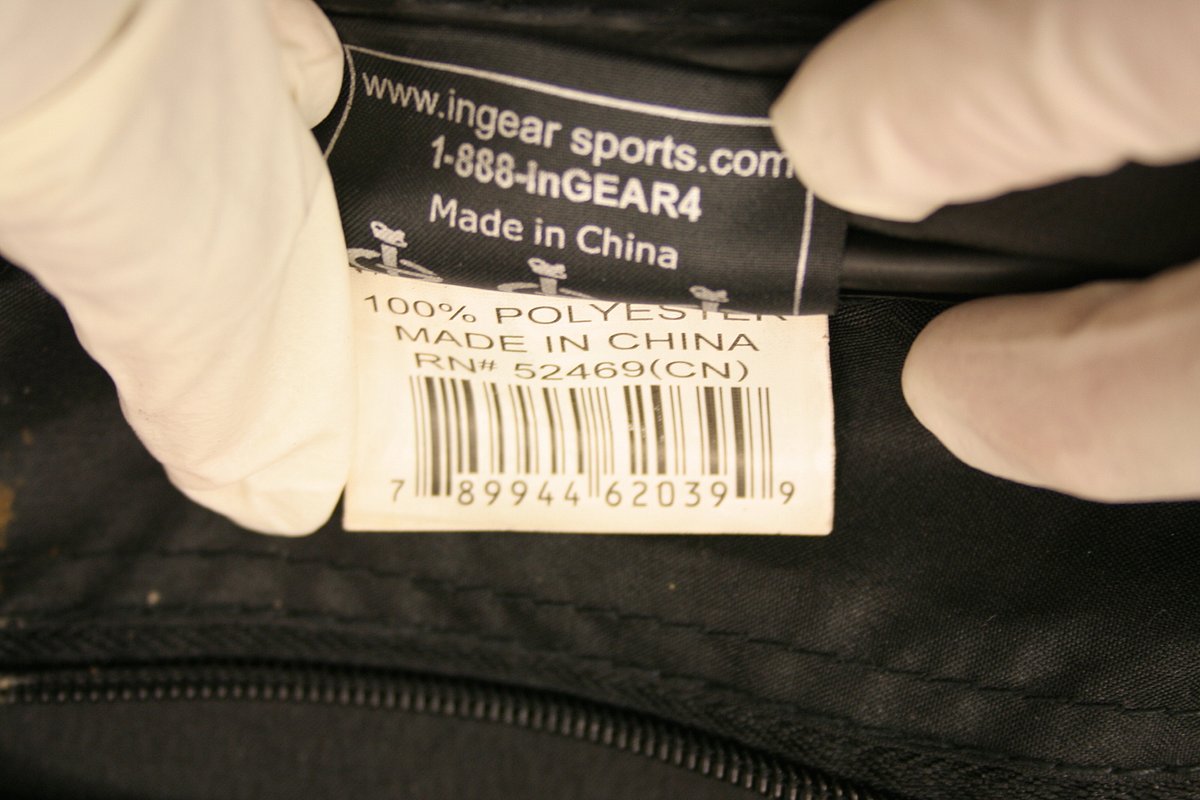 www.ingear sports.com
1-888-inGEAR4
Made in China
100% POLYESTER
MADE IN CHINA
RN# 52469(CN)
7 89944 62039 9